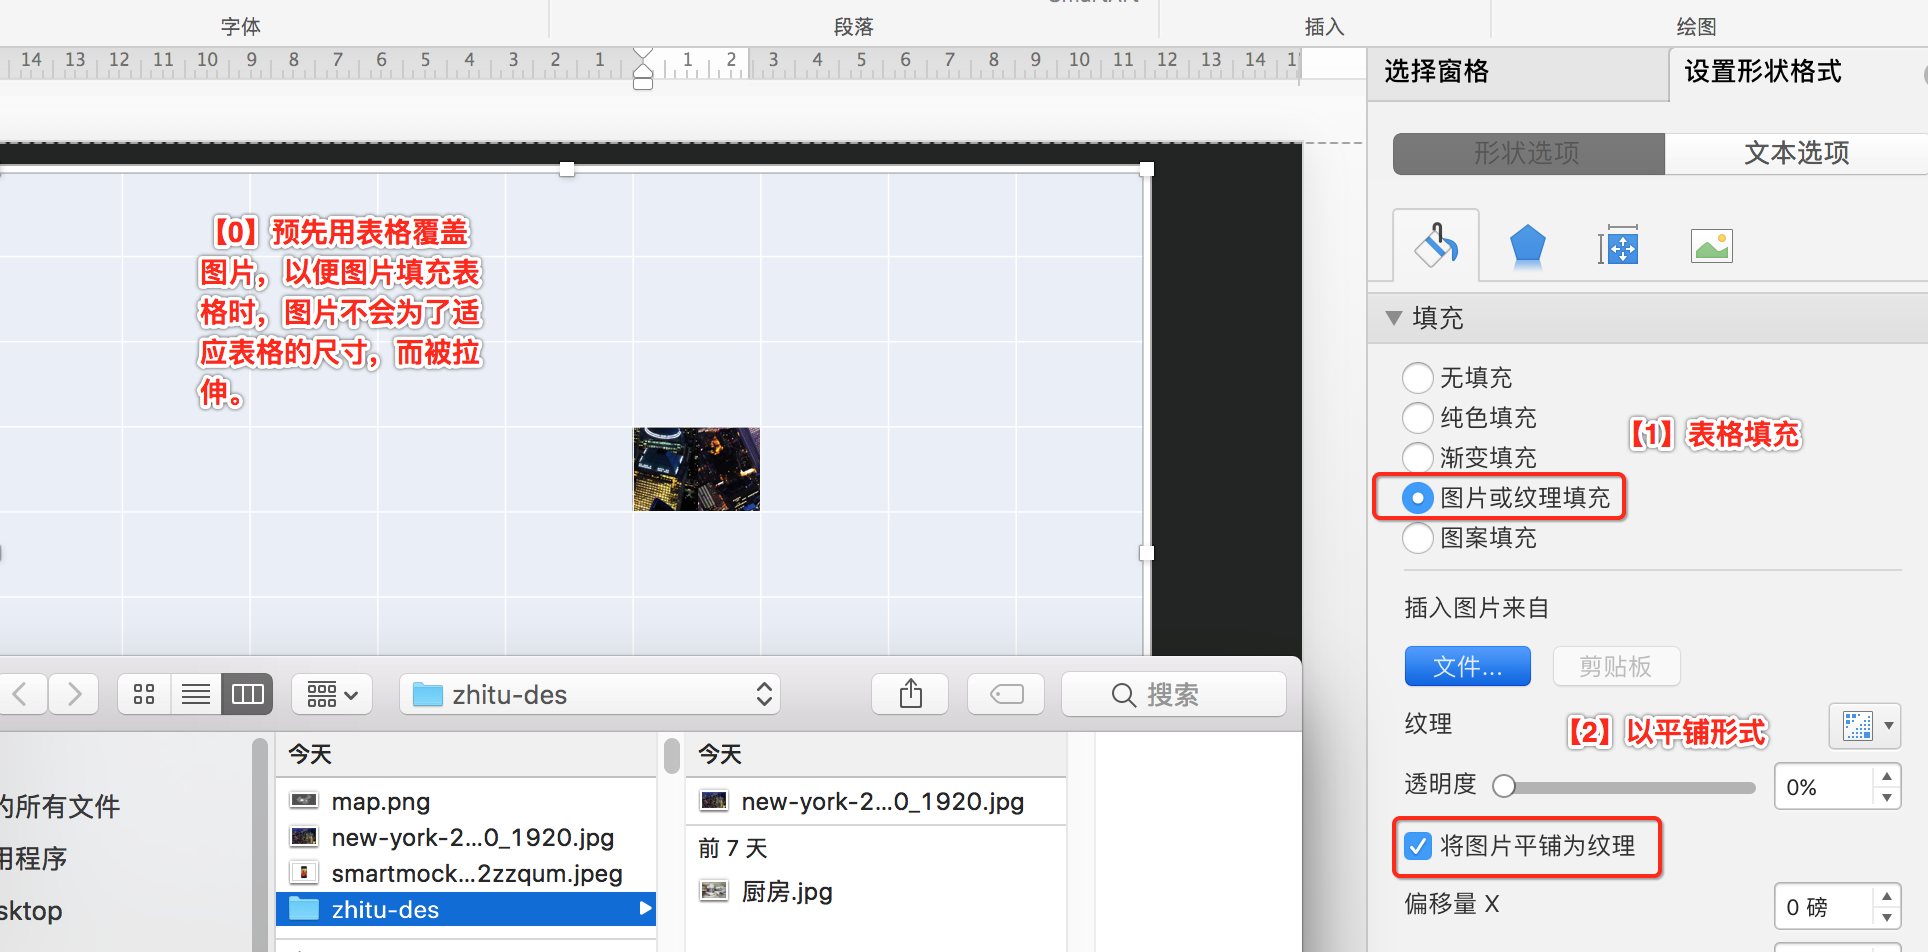 字体
段落
插入
绘图
14 13 12 11 10 9 8 7 6 5 4 3 2 1 1 2 3 4 5 6 7 8 9 10 11 12 13 14
选择窗格
设置形状格式
形状选项
文本选项
【0】预先用表格覆盖
图片，以便图片填充表
格时，图片不会为了适
应表格的尺寸，而被拉
伸。
填充
无填充
纯色填充
渐变填充
【1】表格填充
图片或纹理填充
图案填充
插入图片来自
文件...
剪贴板
纹理
【2】以平铺形式
透明度
0%
将图片平铺为纹理
偏移量 X
0 磅
zhitu-des
搜索
的所有文件
用程序
sktop
今天
map.png
new-york-2...0_1920.jpg
smartmock...2zzqum.jpeg
zhitu-des
今天
new-york-2...0_1920.jpg
前 7 天
厨房.jpg